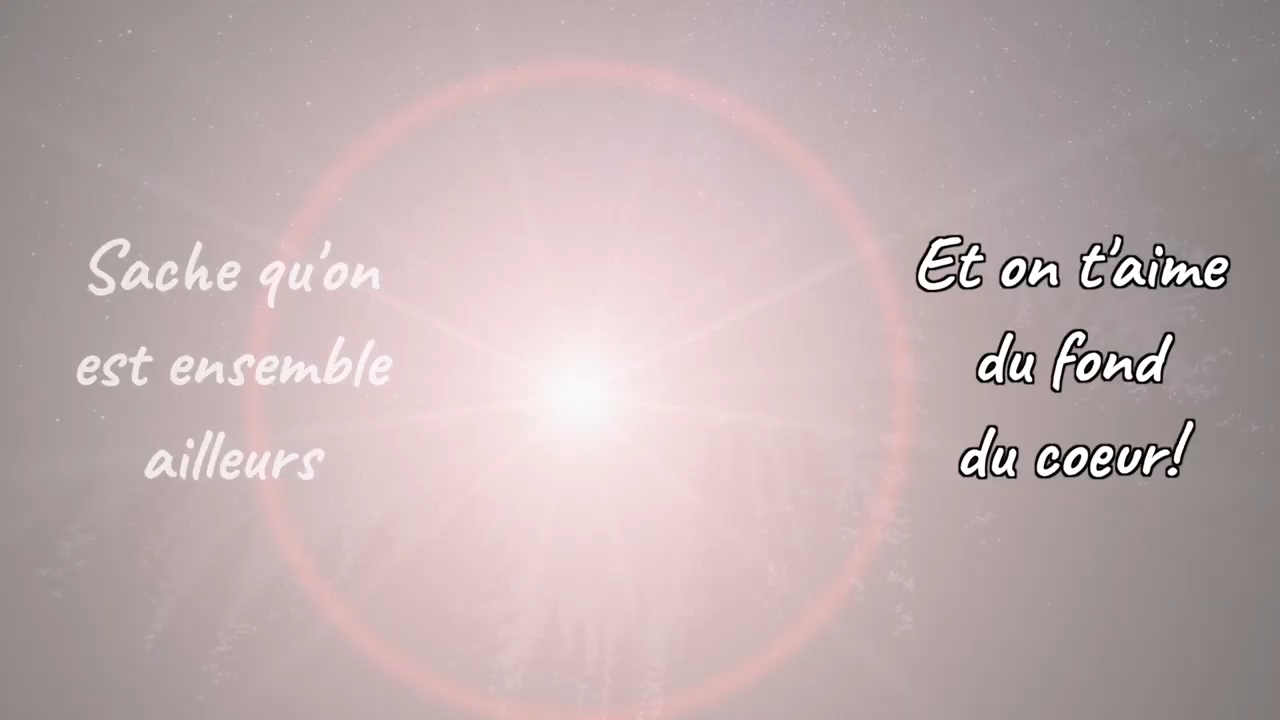 Sache qu'on
est ensemble
ailleurs
Et on t'aime
du fond
du coeur!